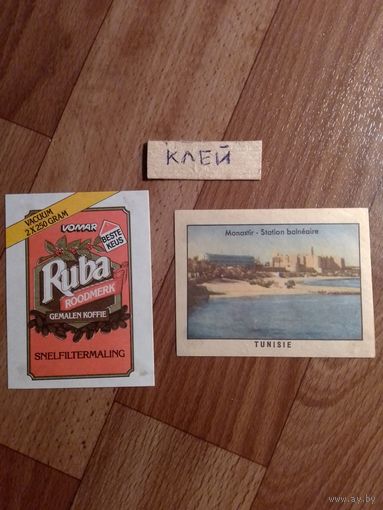 КЛЕЙ
VACUUM
2 X 250 GRAM
VOMAR
BESTE
KEUS
Ruba
ROODMERK
GEMALEN KOFFIE
SNELFILTERMALING
Monastir - Station balnéaire
TUNISIE
https://www.ay.by/